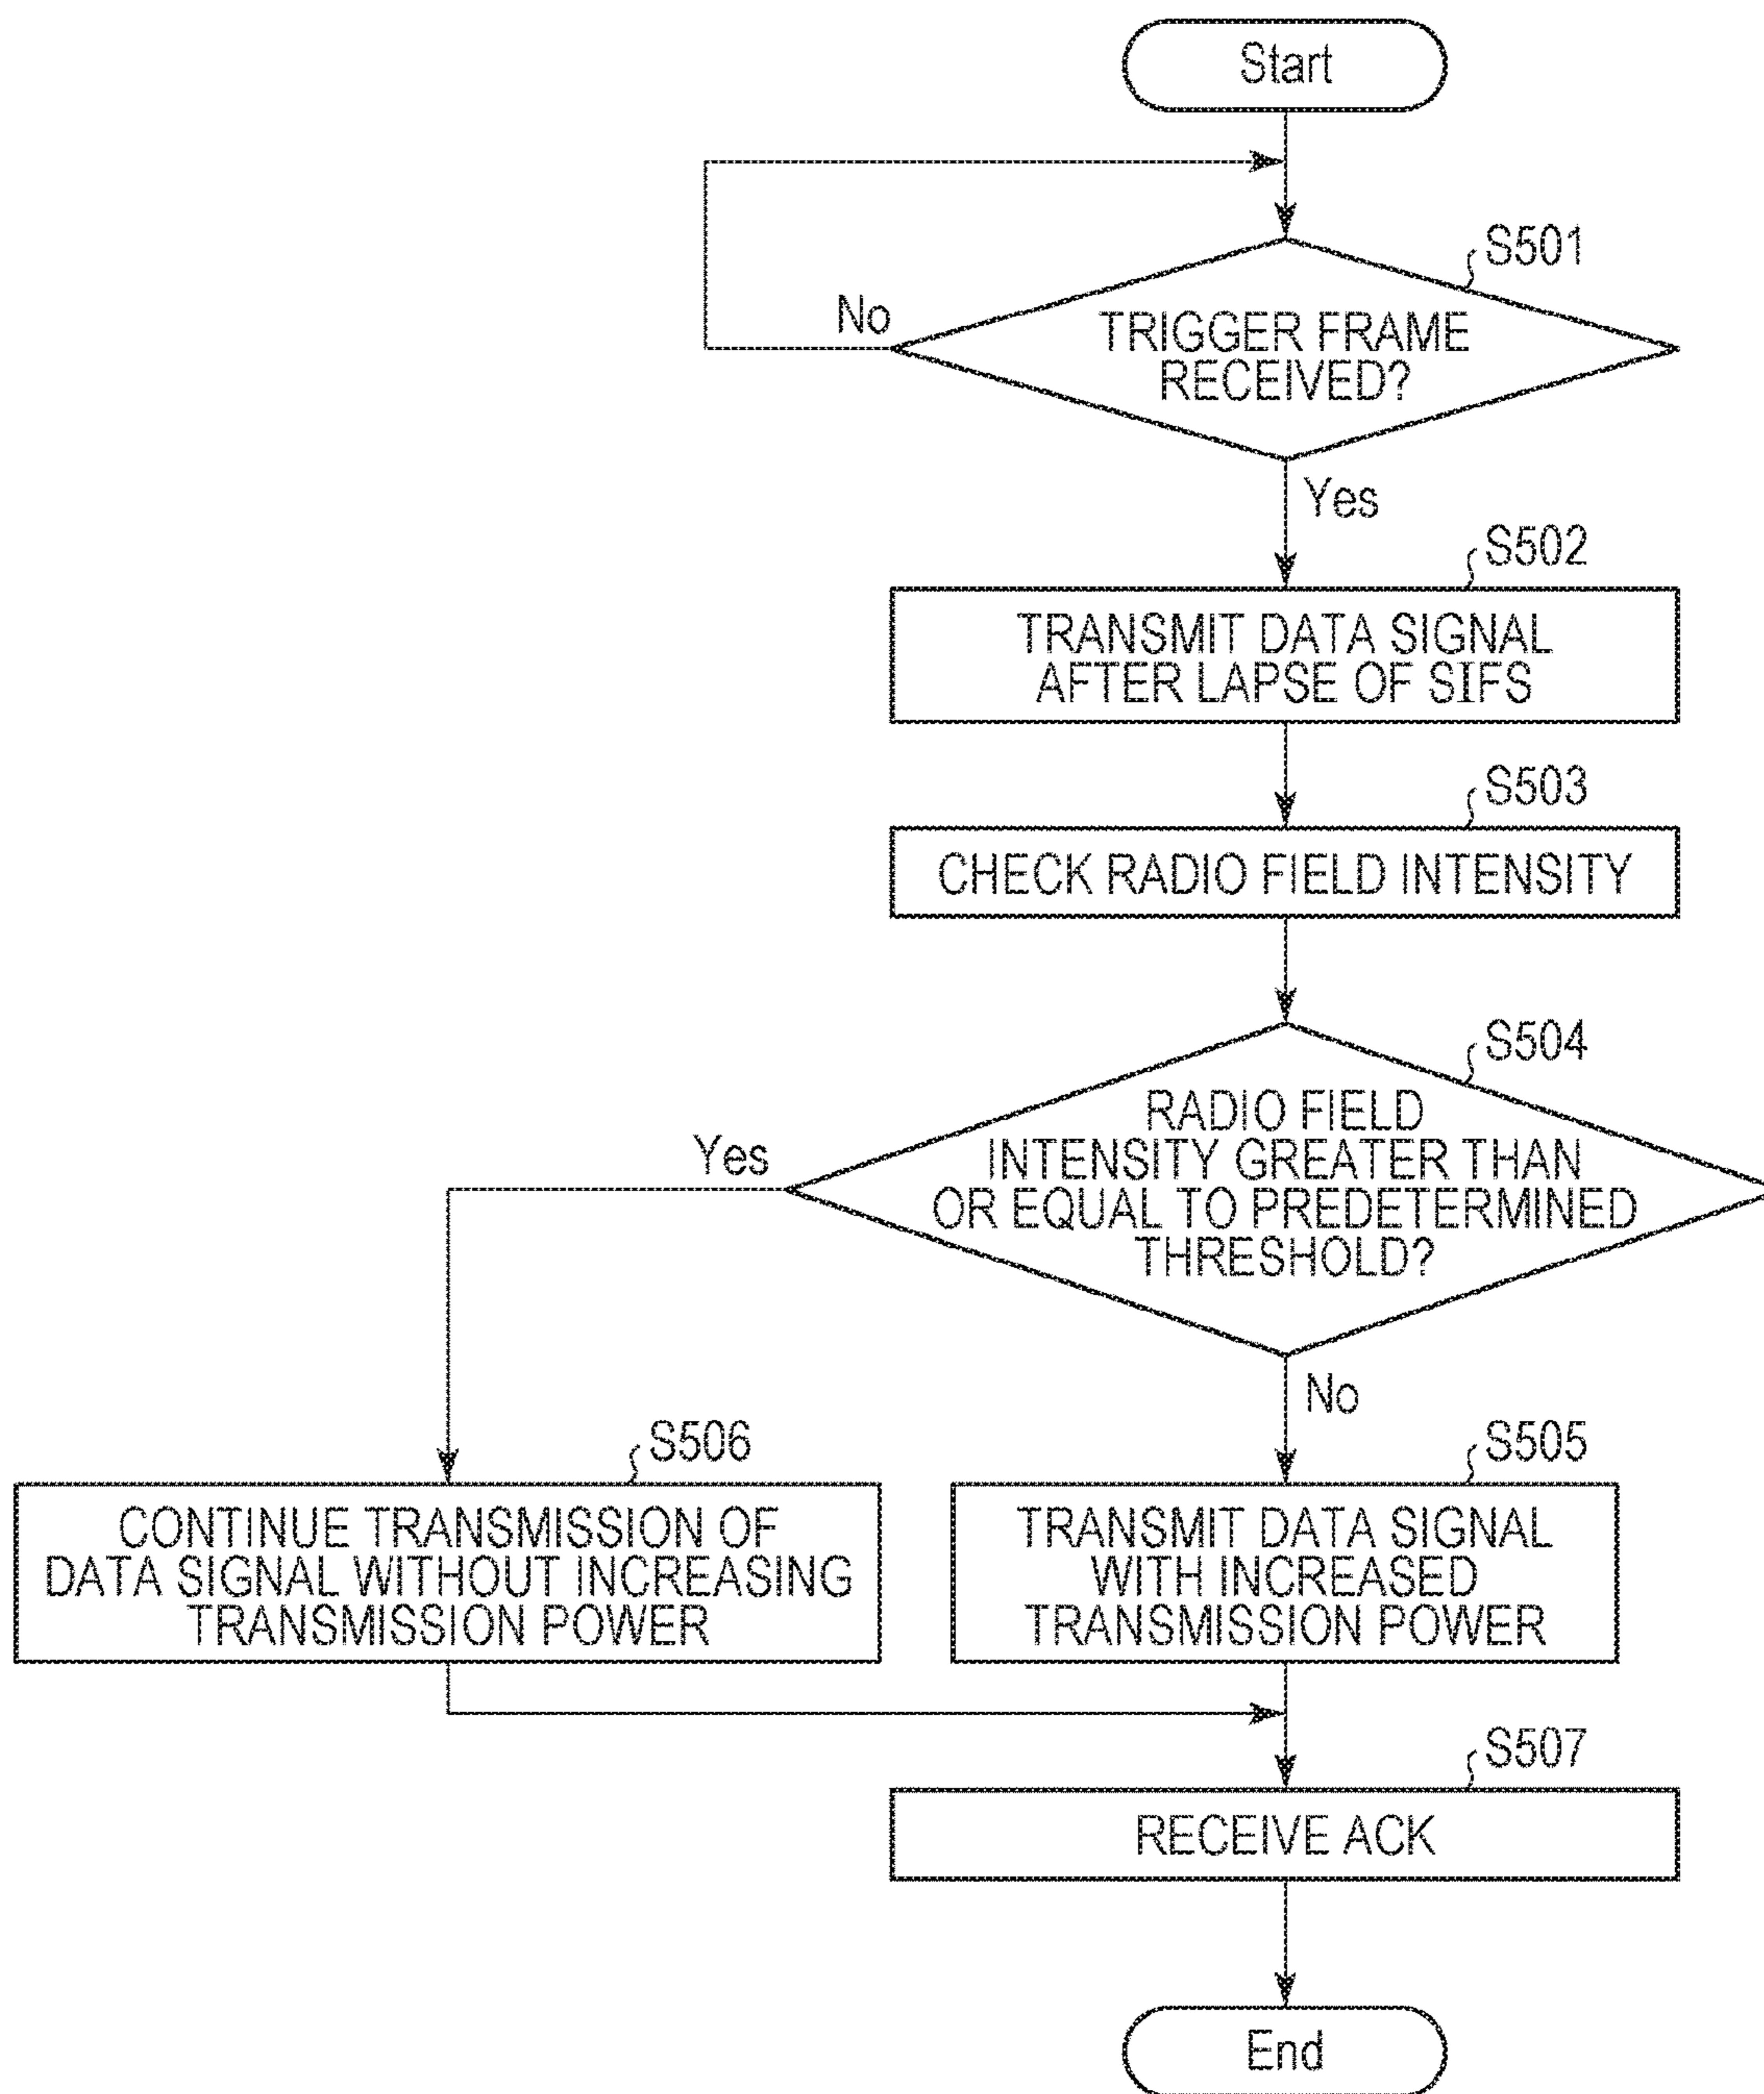 Start
S501
No
TRIGGER FRAME
RECEIVED?
Yes
S502
TRANSMIT DATA SIGNAL
AFTER LAPSE OF SIFS
S503
CHECK RADIO FIELD INTENSITY
S504
RADIO FIELD
INTENSITY GREATER THAN
OR EQUAL TO PREDETERMINED
THRESHOLD?
Yes
No
S506
CONTINUE TRANSMISSION OF
DATA SIGNAL WITHOUT INCREASING
TRANSMISSION POWER
S505
TRANSMIT DATA SIGNAL
WITH INCREASED
TRANSMISSION POWER
S507
RECEIVE ACK
End